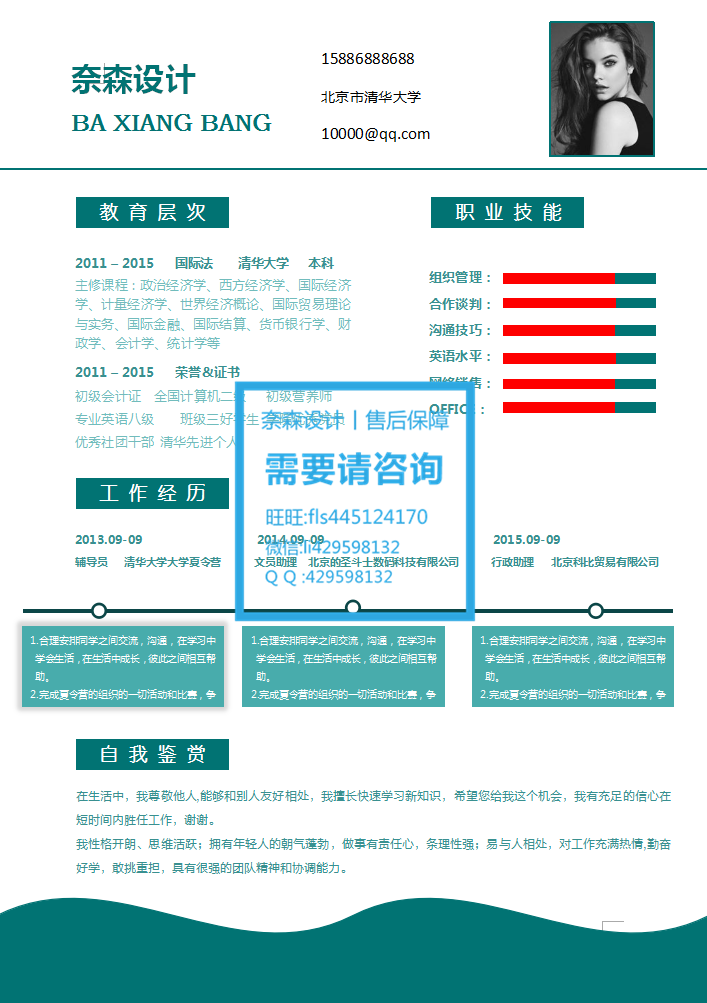 奈森设计
BA XIANG BANG
15886888688
北京市清华大学
10000@qq.com
教育层次
2011 – 2015 国际法 清华大学 本科
主修课程：政治经济学、西方经济学、国际经济
学、计量经济学、世界经济概论、国际贸易理论
与实务、国际金融、国际结算、货币银行学、财
政学、会计学、统计学等
2011 – 2015 荣誉&证书
初级会计证 全国计算机二级 初级营养师
专业英语八级 班级三好学生
优秀社团干部 清华先进个人
职业技能
组织管理：
合作谈判：
沟通技巧：
英语水平：
网络销售：
OFFICE：
奈森设计丨售后保障
需要请咨询
旺旺:fls445124170
微信:li429598132
Q Q :429598132
工作经历
2013.09-09
辅导员 清华大学大学夏令营
2014.09-09
文员助理 北京的圣斗士数码科技有限公司
2015.09-09
行政助理 北京科比贸易有限公司
1.合理安排同学之间交流，沟通，在学习中
学会生活，在生活中成长，彼此之间相互帮
助。
2.完成夏令营的组织的一切活动和比赛，争
1.合理安排同学之间交流，沟通，在学习中
学会生活，在生活中成长，彼此之间相互帮
助。
2.完成夏令营的组织的一切活动和比赛，争
1.合理安排同学之间交流，沟通，在学习中
学会生活，在生活中成长，彼此之间相互帮
助。
2.完成夏令营的组织的一切活动和比赛，争
自我鉴赏
在生活中，我尊敬他人,能够和别人友好相处，我擅长快速学习新知识，希望您给我这个机会，我有充足的信心在
短时间内胜任工作，谢谢。
我性格开朗、思维活跃；拥有年轻人的朝气蓬勃，做事有责任心，条理性强；易与人相处，对工作充满热情,勤奋
好学，敢挑重担，具有很强的团队精神和协调能力。